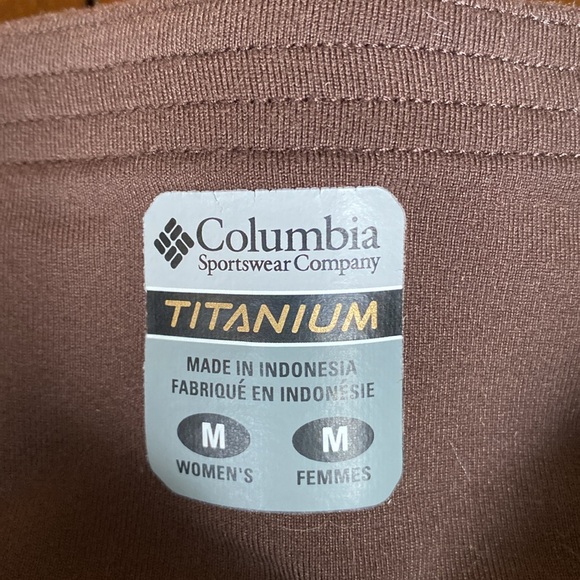 Columbia
Sportswear Company
TITANIUM
MADE IN INDONESIA
FABRIQUÉ EN INDONÉSIE
M M
WOMEN'S FEMMES